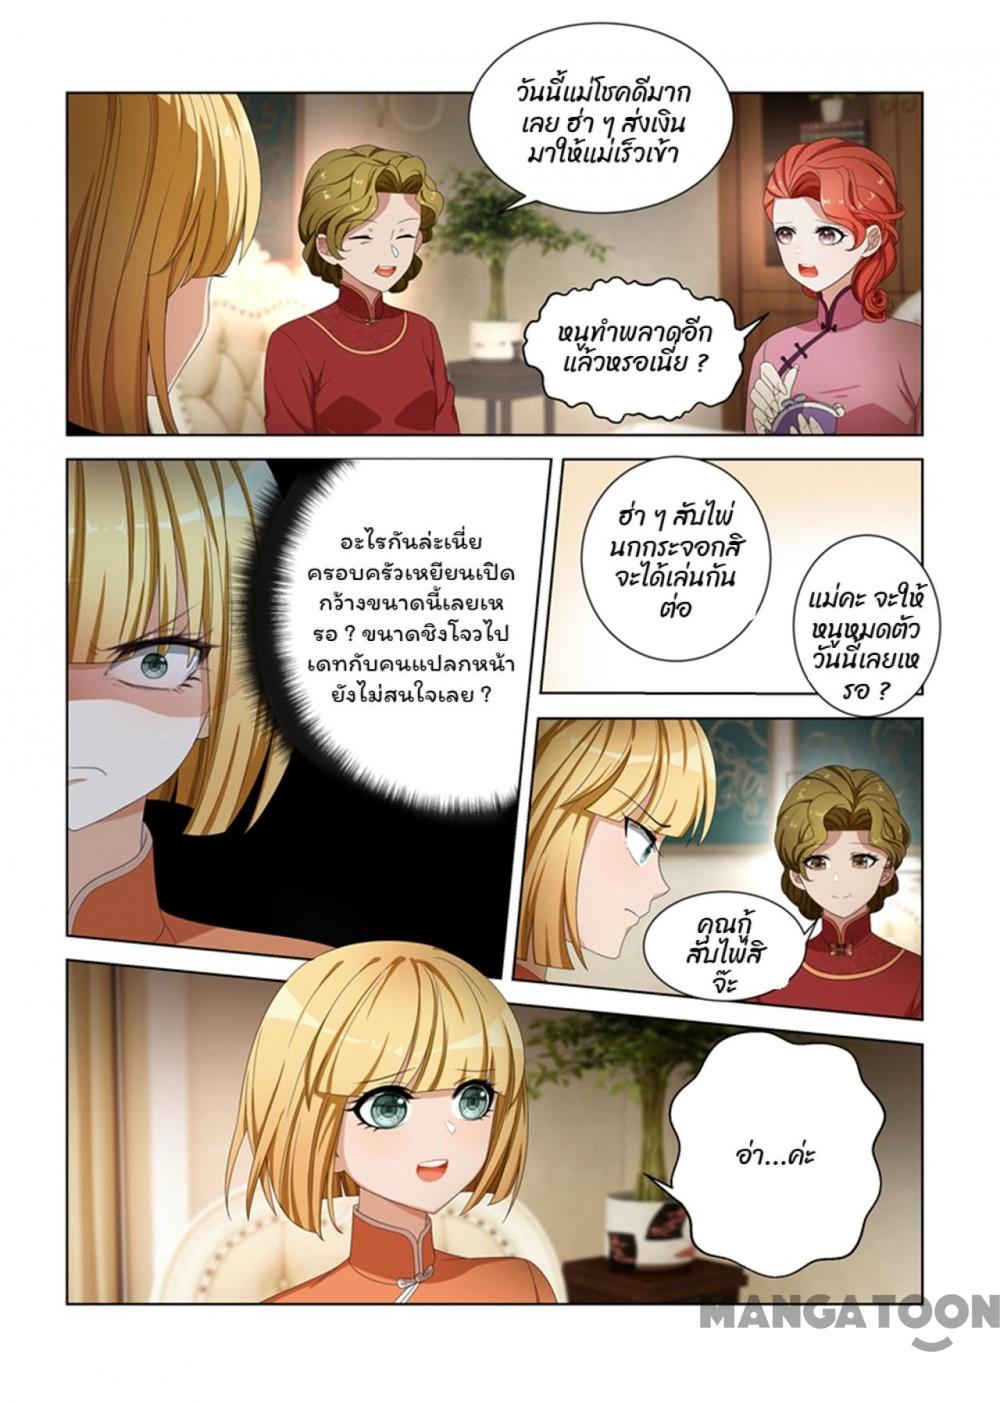 วันนี้แม่โชคดีมาก
เลย ฮ่า ๆ ส่งเงิน
มาให้แม่เร็วเข้า
หนูทำพลาดอีก
แล้วหรอเนี่ย ?
อะไรกันล่ะเนี่ย
ครอบครัวเหยียนเปิด
กว้างขนาดนี้เลยเห
รอ ? ขนาดชิงโจวไป
เดทกับคนแปลกหน้า
ยังไม่สนใจเลย ?
ฮ่า ๆ สับไพ่
นกกระจอกสิ
จะได้เล่นกัน
ต่อ
แม่คะ จะให้
หนูหมดตัว
วันนี้เลยเห
รอ ?
คุณกู้
สับไพ่สิ
จ๊ะ
อ่า...ค่ะ
MANGATOON